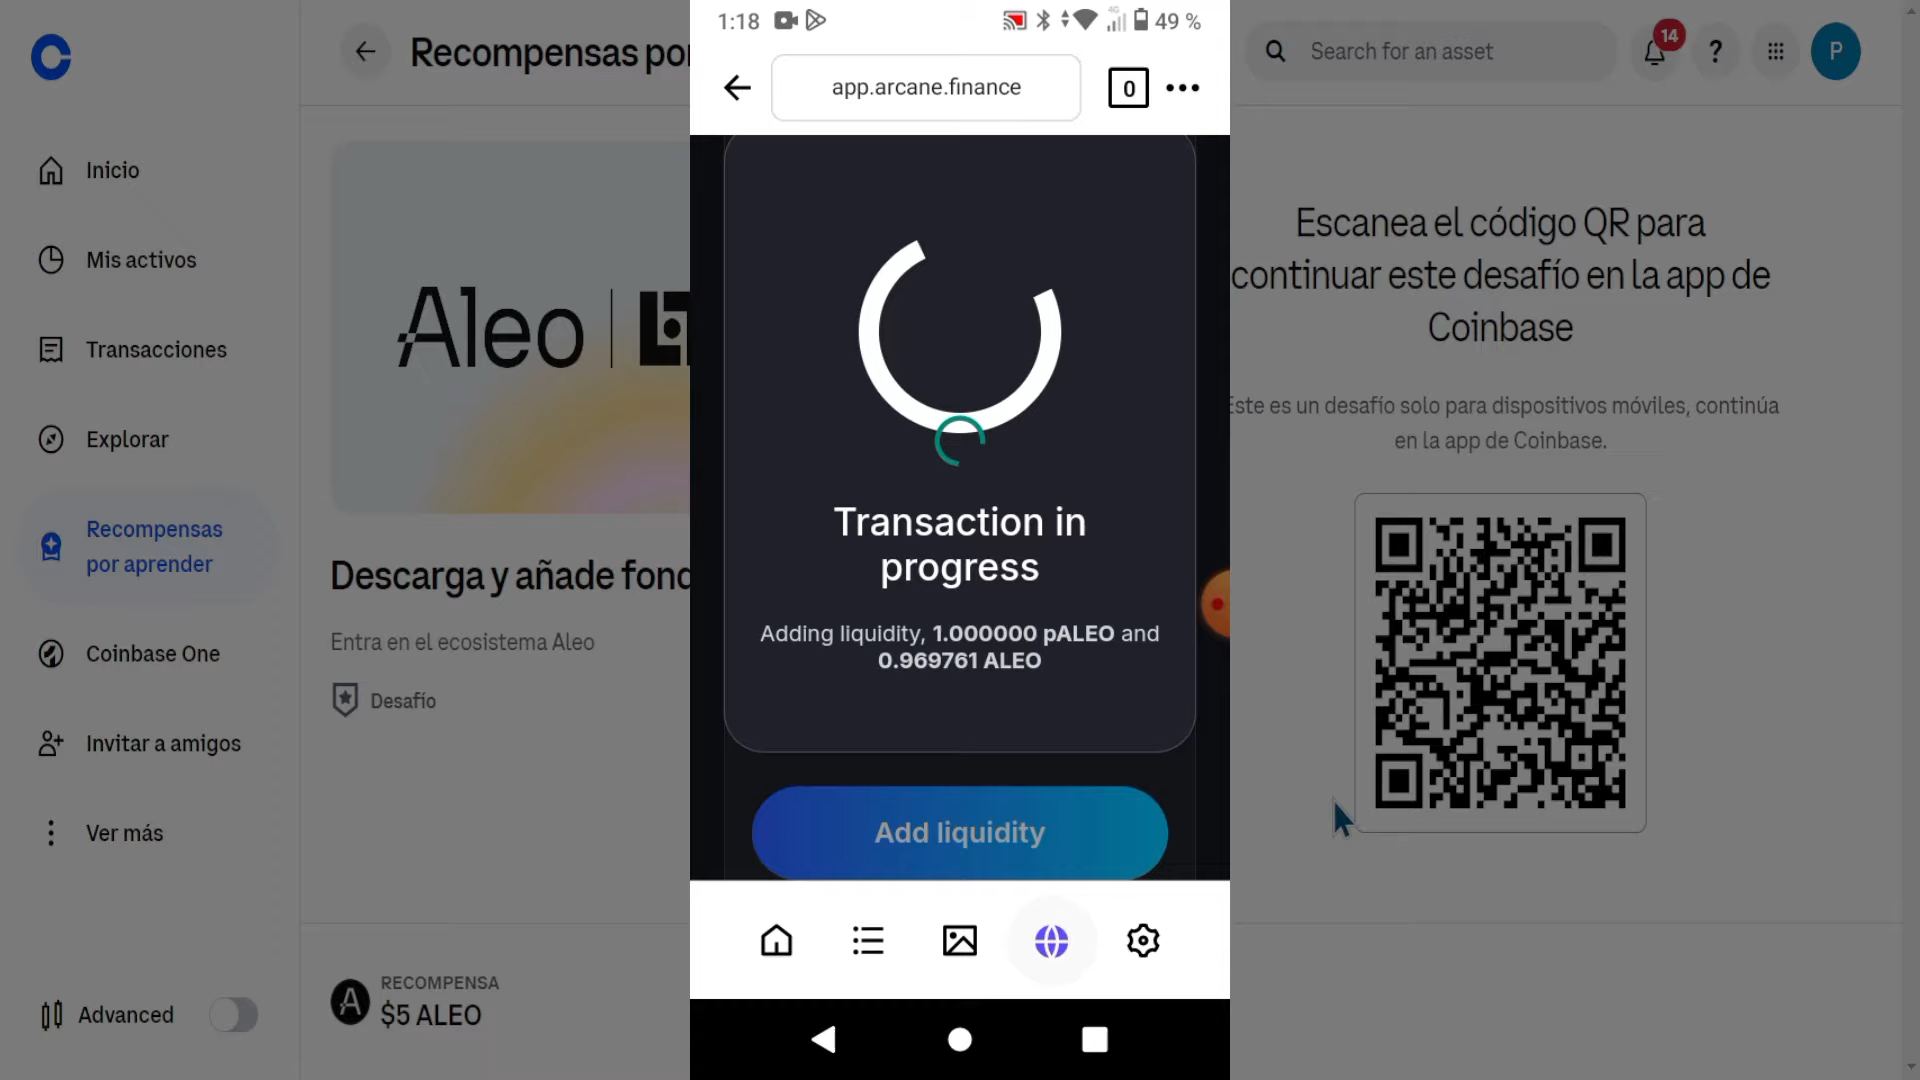 Inicio
Mis activos
Transacciones
Explorar
Recompensas
por aprender
Coinbase One
Invitar a amigos
Ver más
Advanced
Recompensas por
Aleo
Descarga y añade fond
Entra en el ecosistema Aleo
Desafío
RECOMPENSA
$5 ALEO
1:18
4G
49 %
app.arcane.finance
0
Transaction in
progress
Adding liquidity, 1.000000 pALEO and
0.969761 ALEO
Add liquidity
Search for an asset
14
?
P
Escanea el código QR para
continuar este desafío en la app de
Coinbase
Este es un desafío solo para dispositivos móviles, continúa
en la app de Coinbase.